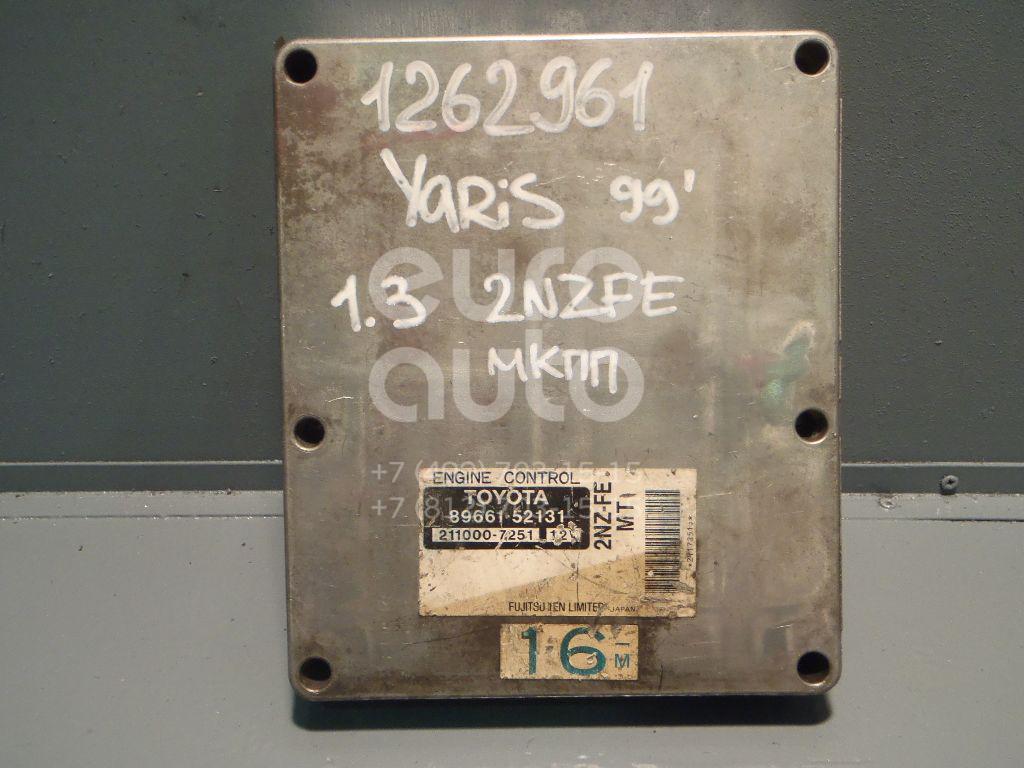 1262961
YARiS 99'
1.3 2NZFE
МКПП
euro
auto
ENGINE CONTROL
TOYOTA
89661-52131
211000-7251 12V
2NZ-FE
MT
FUJITSU TEN LIMITED JAPAN
16
M